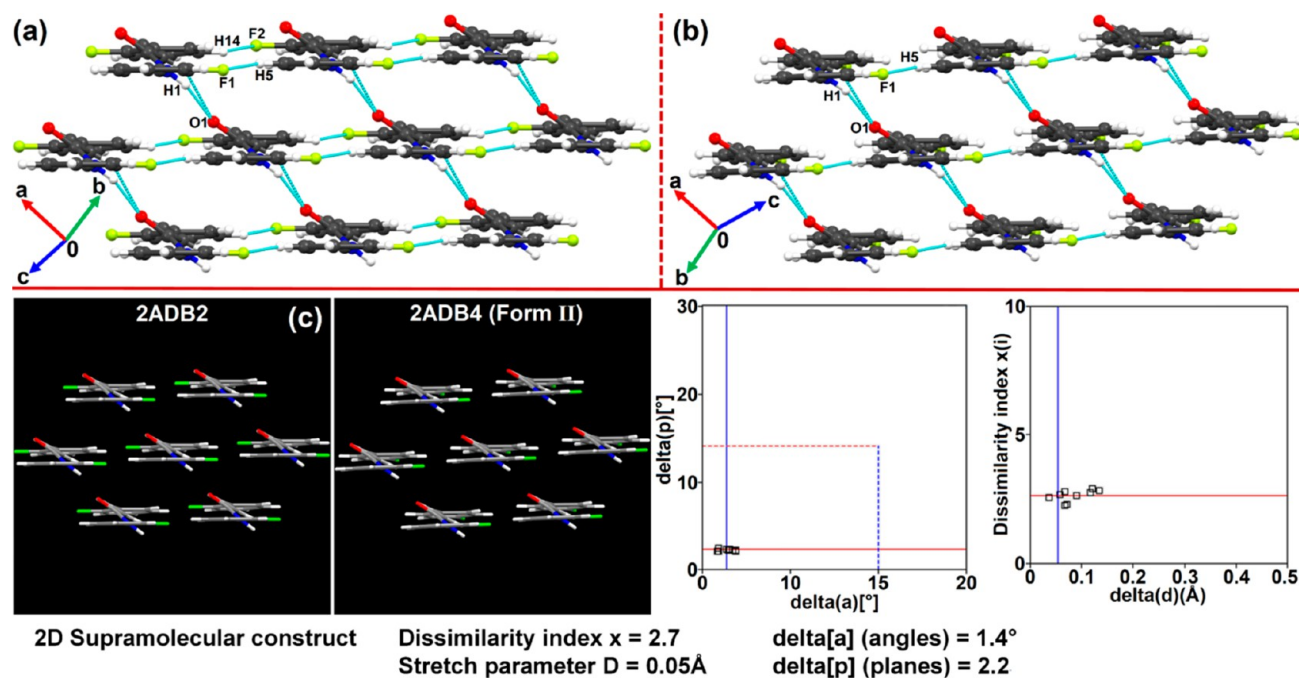 (a)
H14
F2
H1
F1
H5
O1
a
b
0
c
(b)
H5
H1
F1
O1
a
c
0
b
2ADB2
(c)
2ADB4 (Form II)
30
20
10
0
delta(p)[°]
0
10
20
delta(a)[°]
10
5
0
Dissimilarity index x(i)
0
0.1
0.2
0.3
0.4
0.5
delta(d)(Å)
2D Supramolecular construct
Dissimilarity index x = 2.7
delta[a] (angles) = 1.4°
Stretch parameter D = 0.05Å
delta[p] (planes) = 2.2